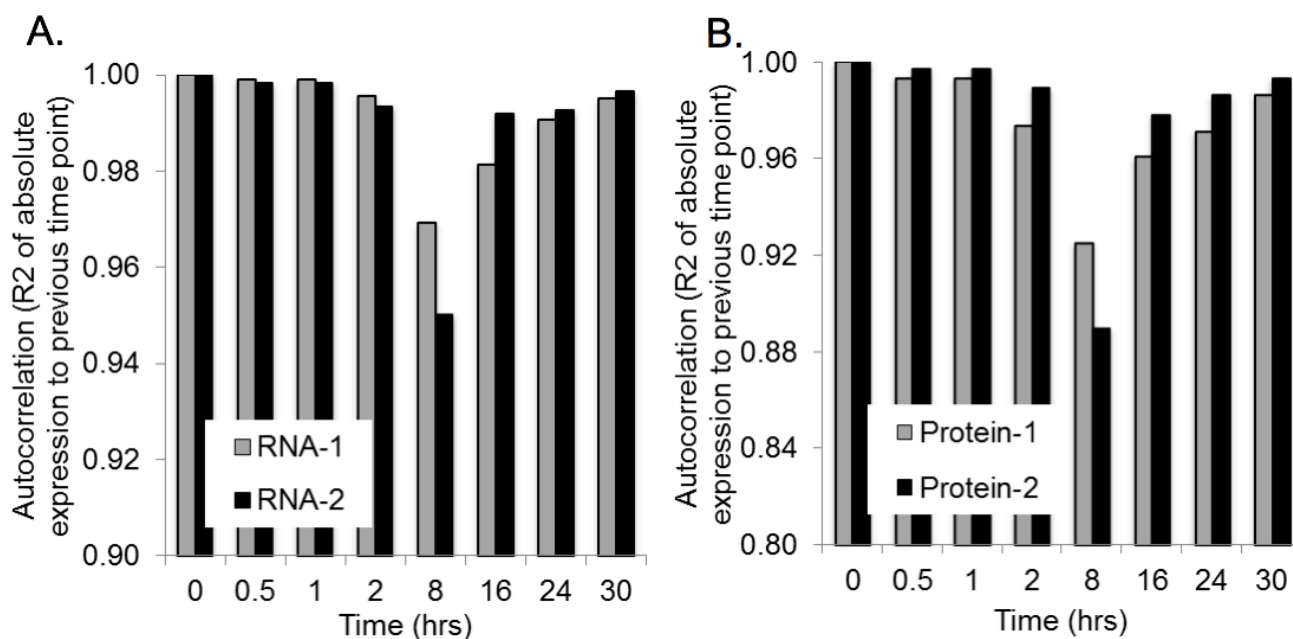 A.
Autocorrelation (R2 of absolute
expression to previous time point)
1.00
0.98
0.96
0.94
0.92
0.90
RNA-1
RNA-2
0 0.5 1 2 8 16 24 30
Time (hrs)
B.
Autocorrelation (R2 of absolute
expression to previous time point)
1.00
0.96
0.92
0.88
0.84
0.80
Protein-1
Protein-2
0 0.5 1 2 8 16 24 30
Time (hrs)